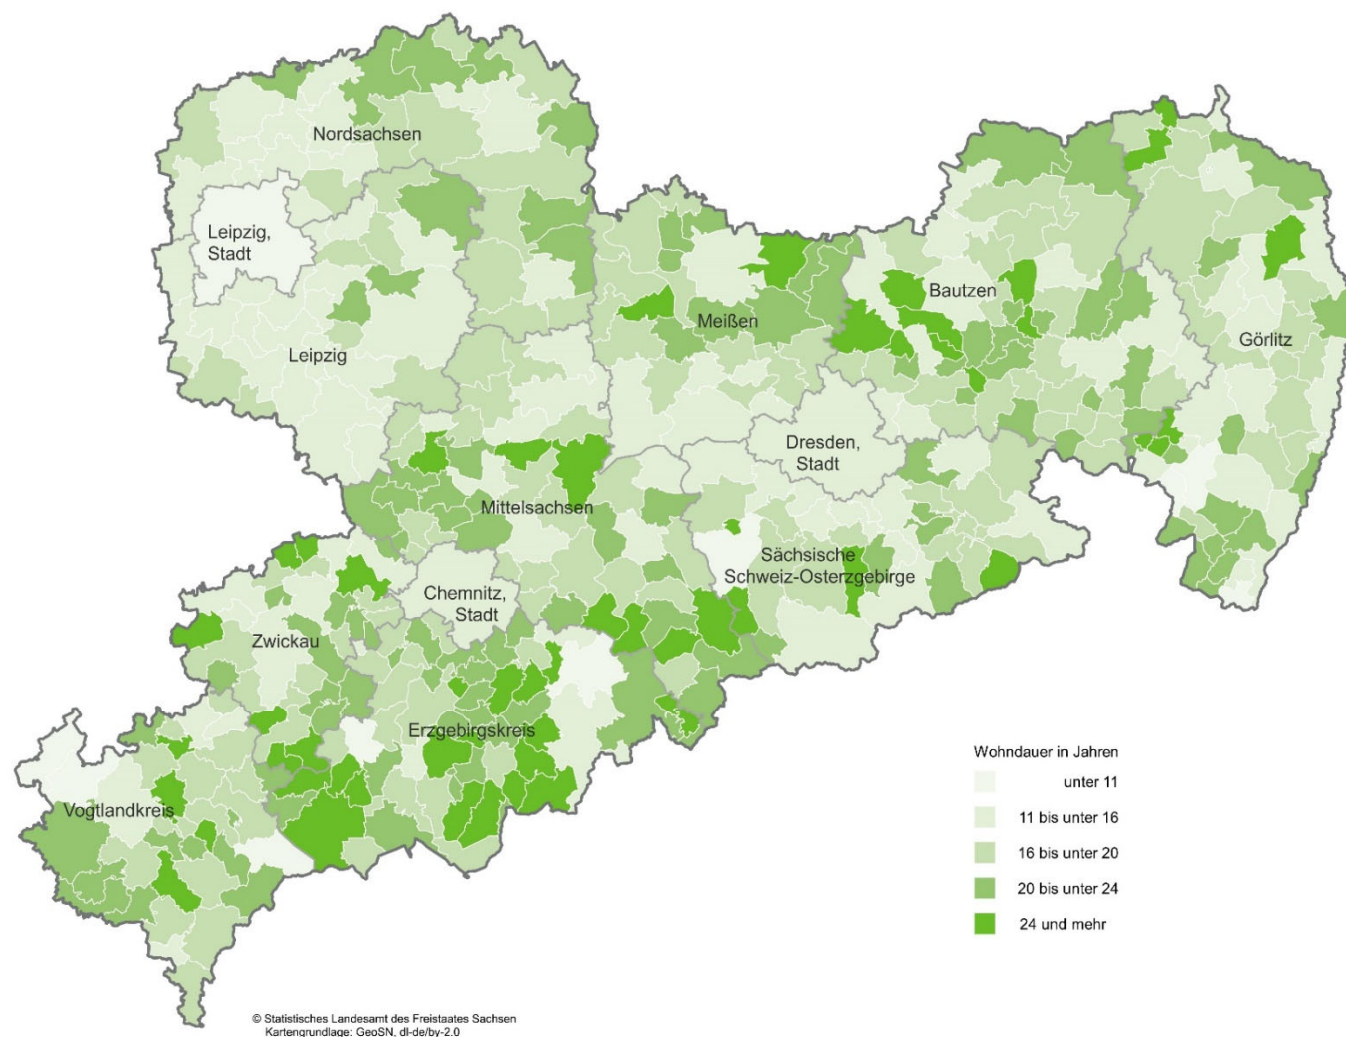 Nordsachsen
Leipzig,
Stadt
Leipzig
Meißen
Bautzen
Görlitz
Dresden,
Stadt
Mittelsachsen
Sächsische
Schweiz-Osterzgebirge
Chemnitz,
Stadt
Zwickau
Erzgebirgskreis
Vogtlandkreis
Wohndauer in Jahren
unter 11
11 bis unter 16
16 bis unter 20
20 bis unter 24
24 und mehr
© Statistisches Landesamt des Freistaates Sachsen
Kartengrundlage: GeoSN, dl-de/by-2.0